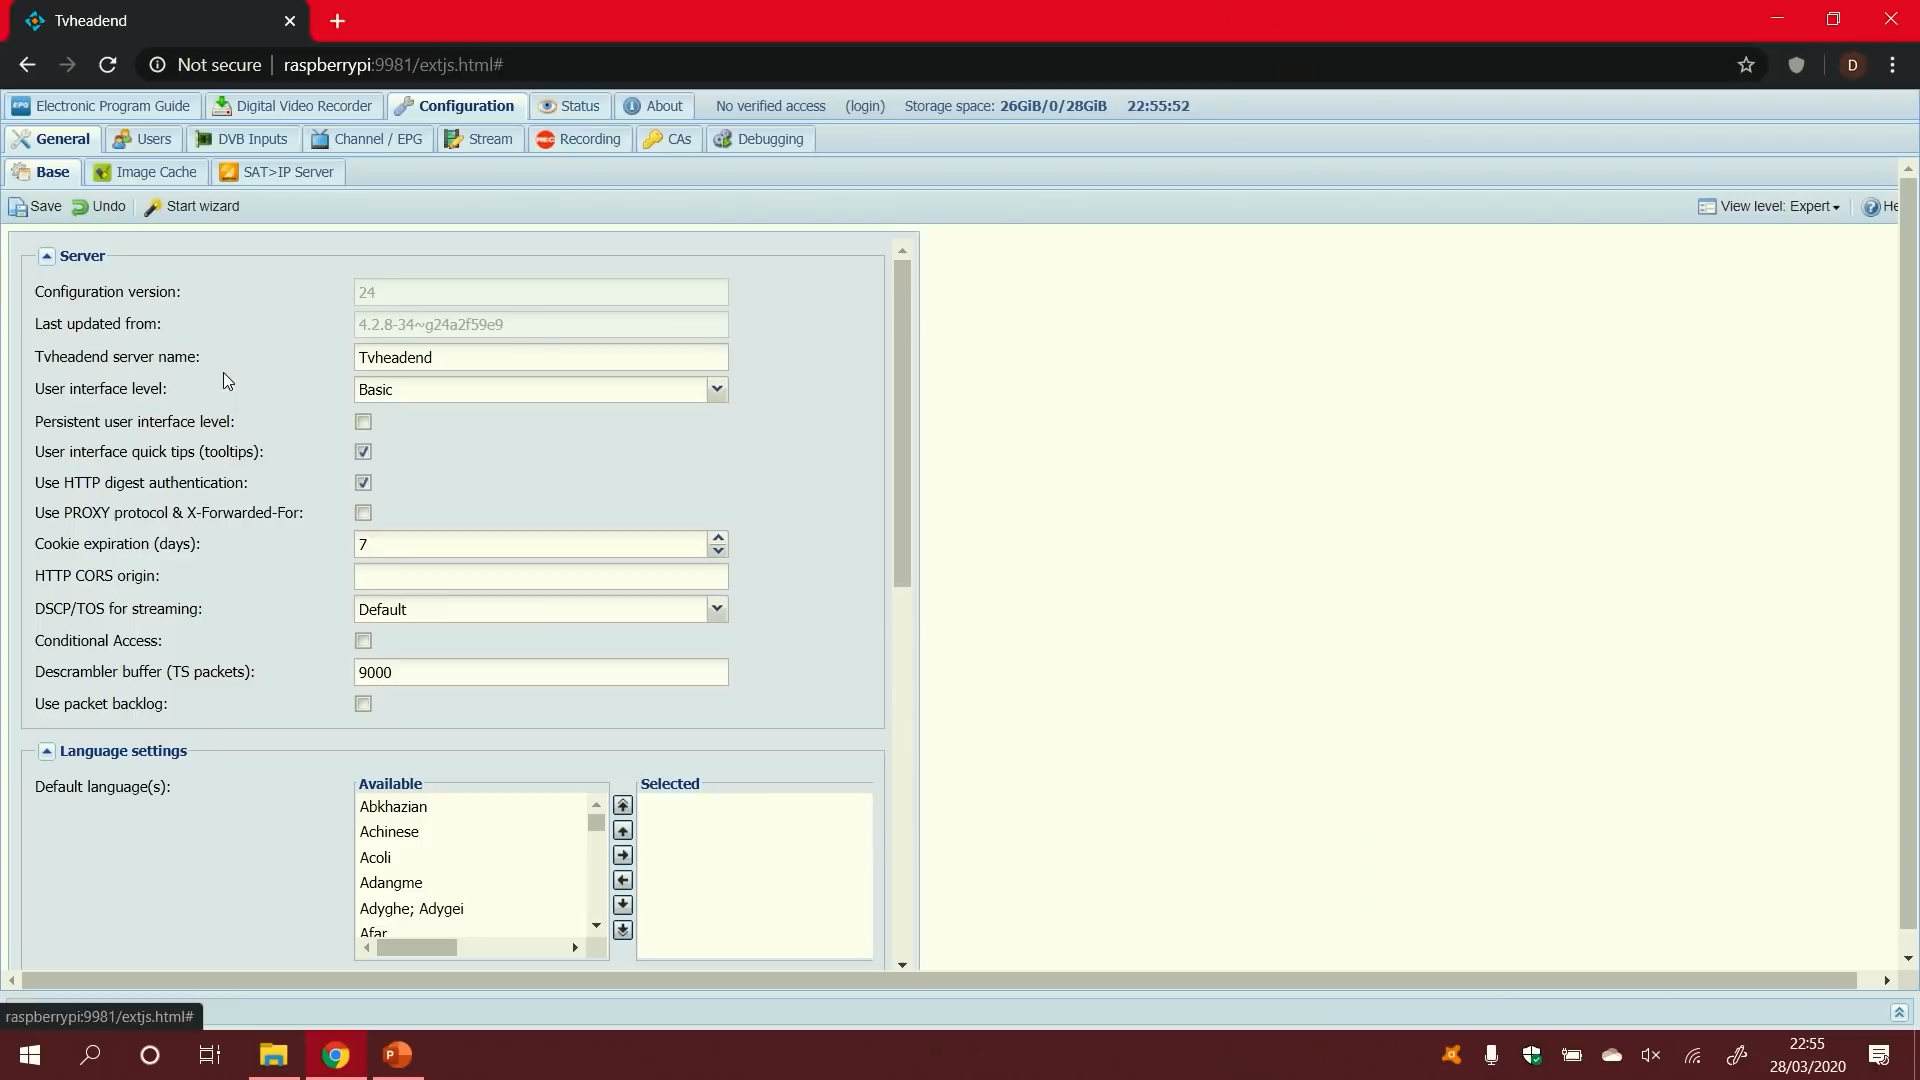 Tvheadend
Not secure | raspberrypi:9981/extjs.html#
D
EPG Electronic Program Guide Digital Video Recorder Configuration Status About No verified access (login) Storage space: 26GiB/0/28GiB 22:55:52
General Users DVB Inputs Channel / EPG Stream REC Recording CAs Debugging
Base Image Cache SAT>IP Server
Save Undo Start wizard View level: Expert He
Server
Configuration version: 24
Last updated from: 4.2.8-34~g24a2f59e9
Tvheadend server name: Tvheadend
User interface level: Basic
Persistent user interface level:
User interface quick tips (tooltips):
Use HTTP digest authentication:
Use PROXY protocol & X-Forwarded-For:
Cookie expiration (days): 7
HTTP CORS origin:
DSCP/TOS for streaming: Default
Conditional Access:
Descrambler buffer (TS packets): 9000
Use packet backlog:
Language settings
Default language(s): Available Selected
Abkhazian
Achinese
Acoli
Adangme
Adyghe; Adygei
Afar
raspberrypi:9981/extjs.html#
P
22:55
28/03/2020